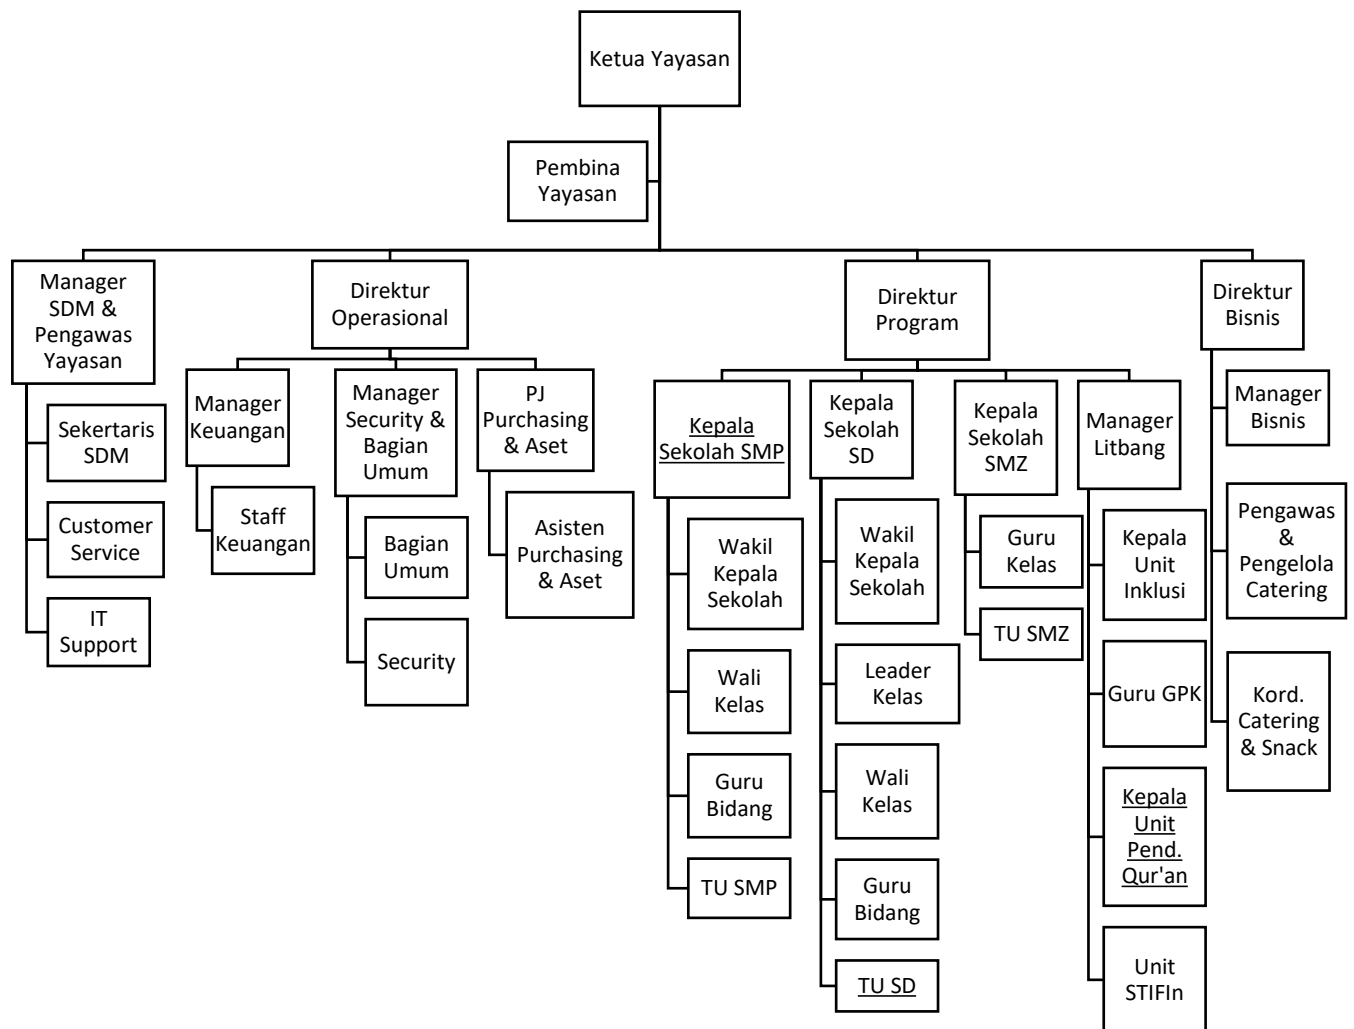 Ketua Yayasan
Pembina
Yayasan
Manager
SDM &
Pengawas
Yayasan
Sekertaris
SDM
Customer
Service
IT
Support
Direktur
Operasional
Manager
Keuangan
Staff
Keuangan
Manager
Security &
Bagian
Umum
Bagian
Umum
Security
PJ
Purchasing
& Aset
Asisten
Purchasing
& Aset
Direktur
Program
Kepala
Sekolah SMP
Wakil
Kepala
Sekolah
Wali
Kelas
Guru
Bidang
TU SMP
Kepala
Sekolah
SD
Wakil
Kepala
Sekolah
Leader
Kelas
Wali
Kelas
Guru
Bidang
TU SD
Kepala
Sekolah
SMZ
Guru
Kelas
TU SMZ
Manager
Litbang
Kepala
Unit
Inklusi
Guru GPK
Kepala
Unit
Pend.
Qur'an
Unit
STIFIn
Direktur
Bisnis
Manager
Bisnis
Pengawas
&
Pengelola
Catering
Kord.
Catering
& Snack